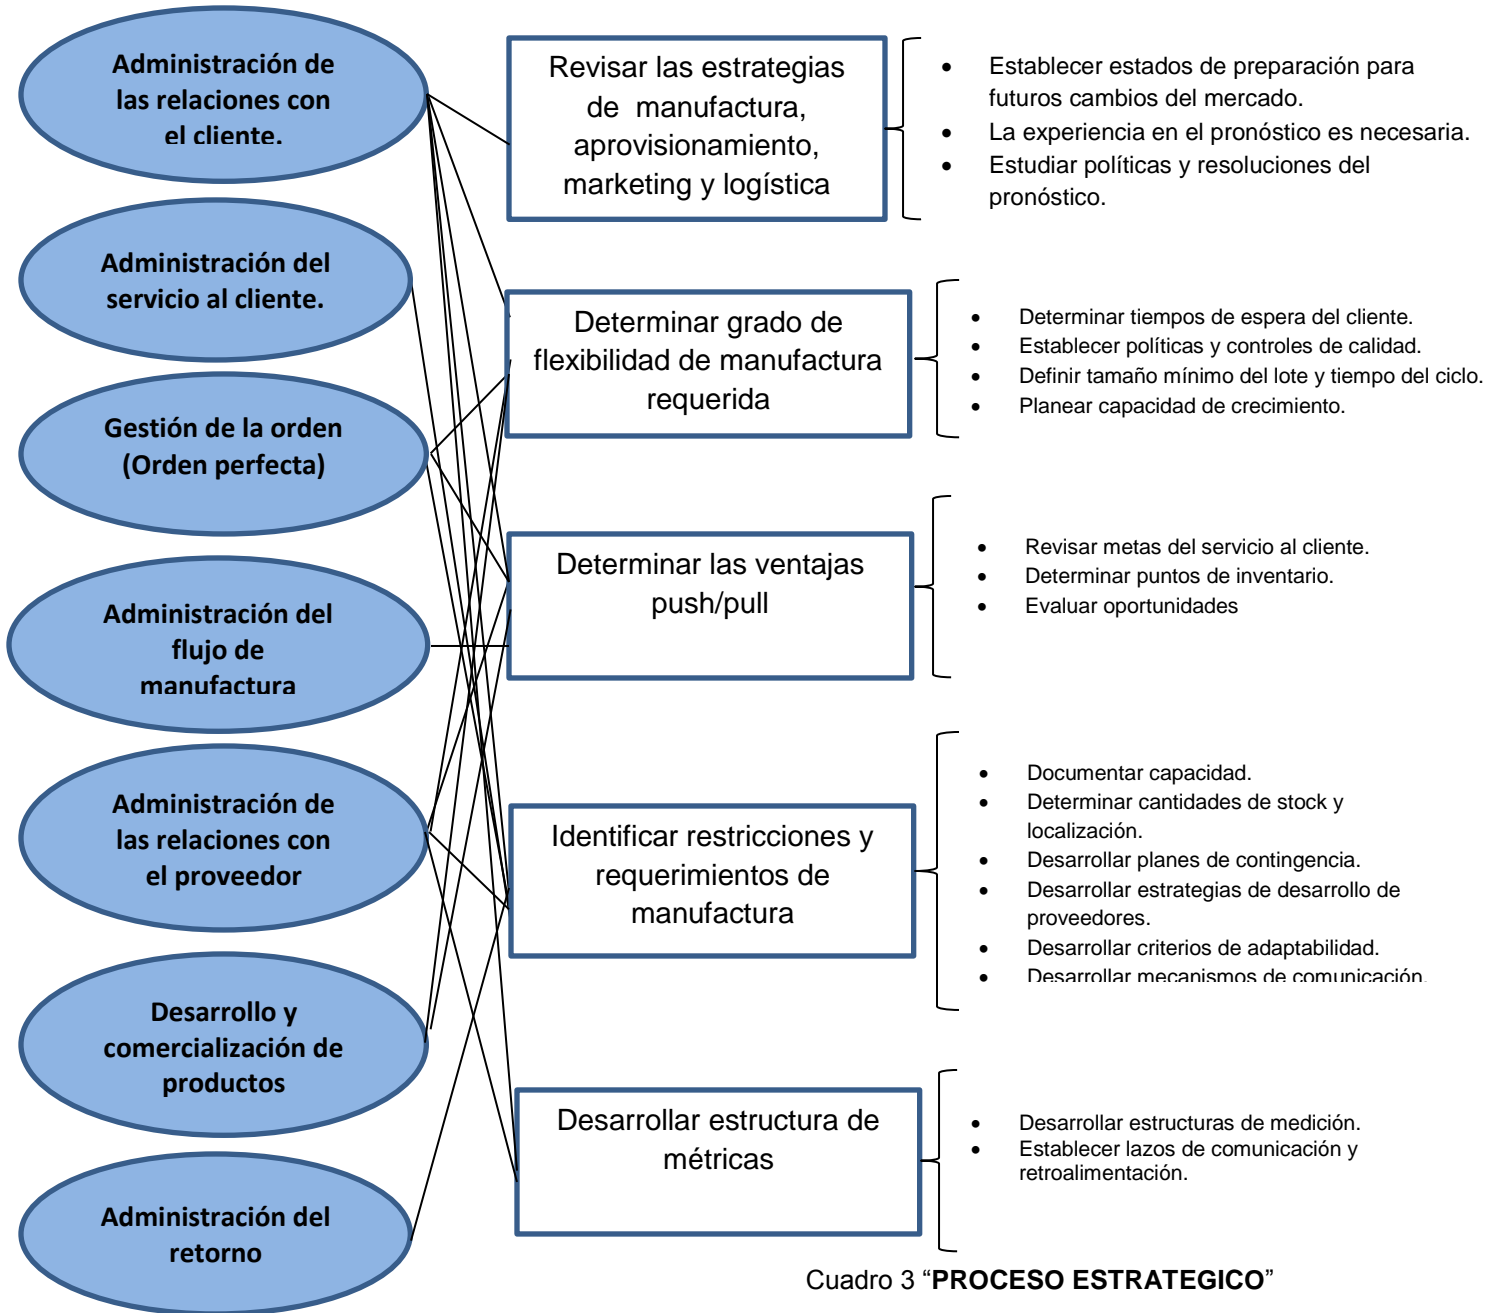 Administración de
las relaciones con
el cliente.
Administración del
servicio al cliente.
Gestión de la orden
(Orden perfecta)
Administración del
flujo de
manufactura
Administración de
las relaciones con
el proveedor
Desarrollo y
comercialización de
productos
Administración del
retorno
Revisar las estrategias
de manufactura,
aprovisionamiento,
marketing y logística
• Establecer estados de preparación para
futuros cambios del mercado.
• La experiencia en el pronóstico es necesaria.
• Estudiar políticas y resoluciones del
pronóstico.
Determinar grado de
flexibilidad de manufactura
requerida
• Determinar tiempos de espera del cliente.
• Establecer políticas y controles de calidad.
• Definir tamaño mínimo del lote y tiempo del ciclo.
• Planear capacidad de crecimiento.
Determinar las ventajas
push/pull
• Revisar metas del servicio al cliente.
• Determinar puntos de inventario.
• Evaluar oportunidades
Identificar restricciones y
requerimientos de
manufactura
• Documentar capacidad.
• Determinar cantidades de stock y
localización.
• Desarrollar planes de contingencia.
• Desarrollar estrategias de desarrollo de
proveedores.
• Desarrollar criterios de adaptabilidad.
• Desarrollar mecanismos de comunicación.
Desarrollar estructura de
métricas
• Desarrollar estructuras de medición.
• Establecer lazos de comunicación y
retroalimentación.
Cuadro 3 “PROCESO ESTRATEGICO”